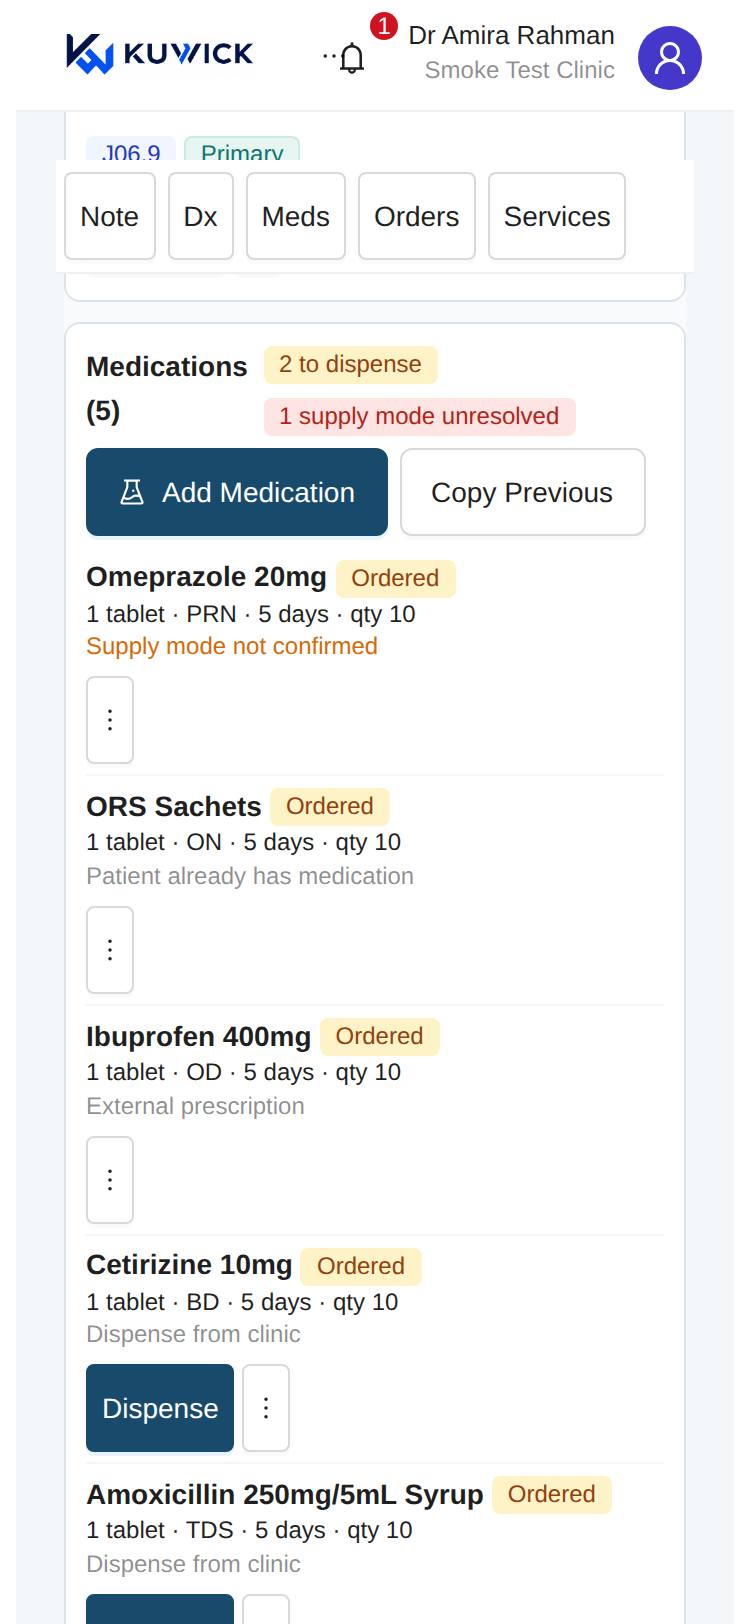 KUWICK
1
Dr Amira Rahman
Smoke Test Clinic
J06.9 Primary
Note Dx Meds Orders Services
Medications (5)
2 to dispense
1 supply mode unresolved
Add Medication Copy Previous
Omeprazole 20mg Ordered
1 tablet · PRN · 5 days · qty 10
Supply mode not confirmed
ORS Sachets Ordered
1 tablet · ON · 5 days · qty 10
Patient already has medication
Ibuprofen 400mg Ordered
1 tablet · OD · 5 days · qty 10
External prescription
Cetirizine 10mg Ordered
1 tablet · BD · 5 days · qty 10
Dispense from clinic
Dispense
Amoxicillin 250mg/5mL Syrup Ordered
1 tablet · TDS · 5 days · qty 10
Dispense from clinic